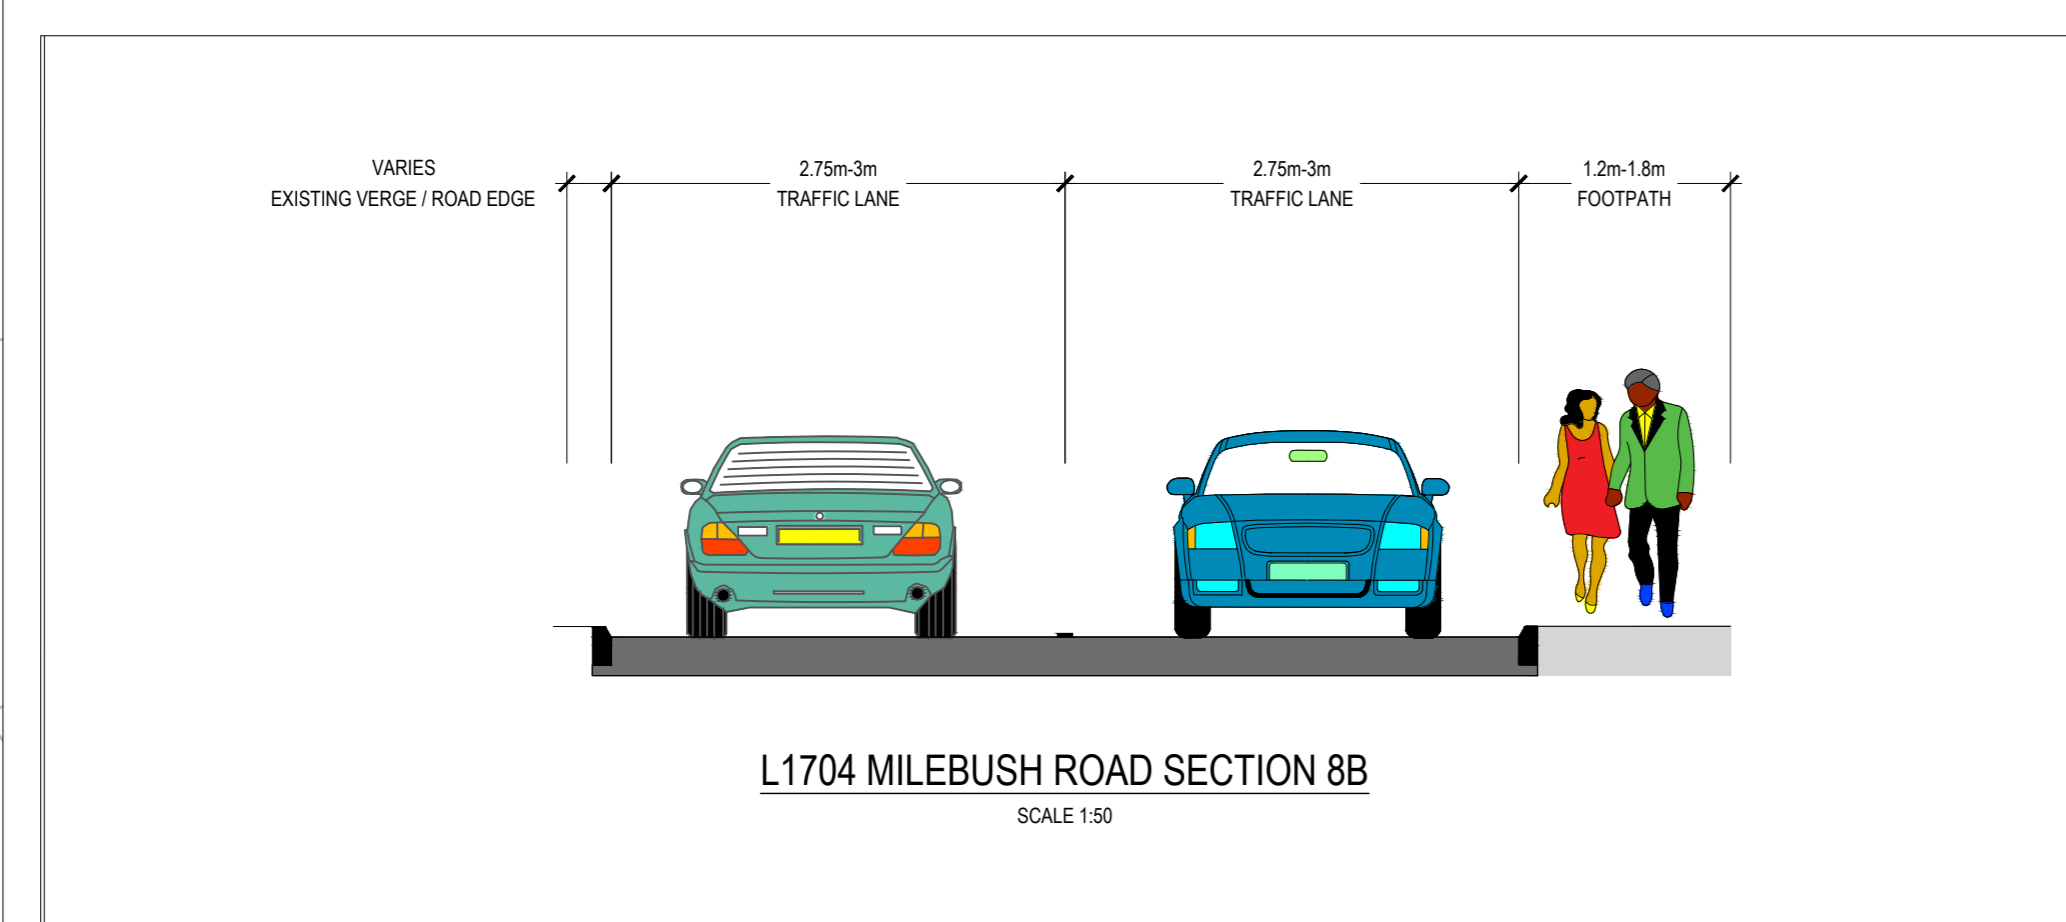 VARIES
EXISTING VERGE / ROAD EDGE
2.75m-3m
TRAFFIC LANE
2.75m-3m
TRAFFIC LANE
1.2m-1.8m
FOOTPATH
L1704 MILEBUSH ROAD SECTION 8B
SCALE 1:50